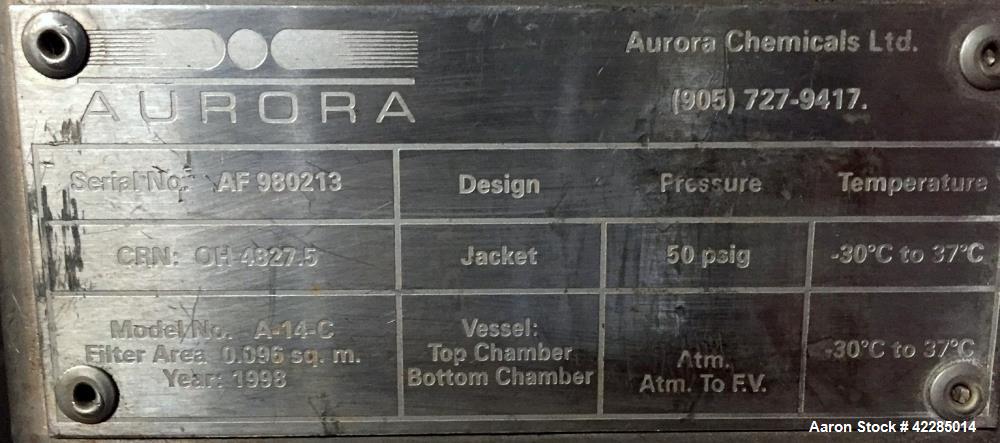 AURORA
Aurora Chemicals Ltd.
(905) 727-9417.
Serial No. AF 980213
Design
Pressure
Temperature
CRN: OH-4827.5
Jacket
50 psig
-30°C to 37°C
Model No. A-14-C
Filter Area 0.096 sq. m.
Year: 1998
Vessel:
Top Chamber
Bottom Chamber
Atm.
Atm. To F.V.
-30°C to 37°C
Aaron Stock # 42285014